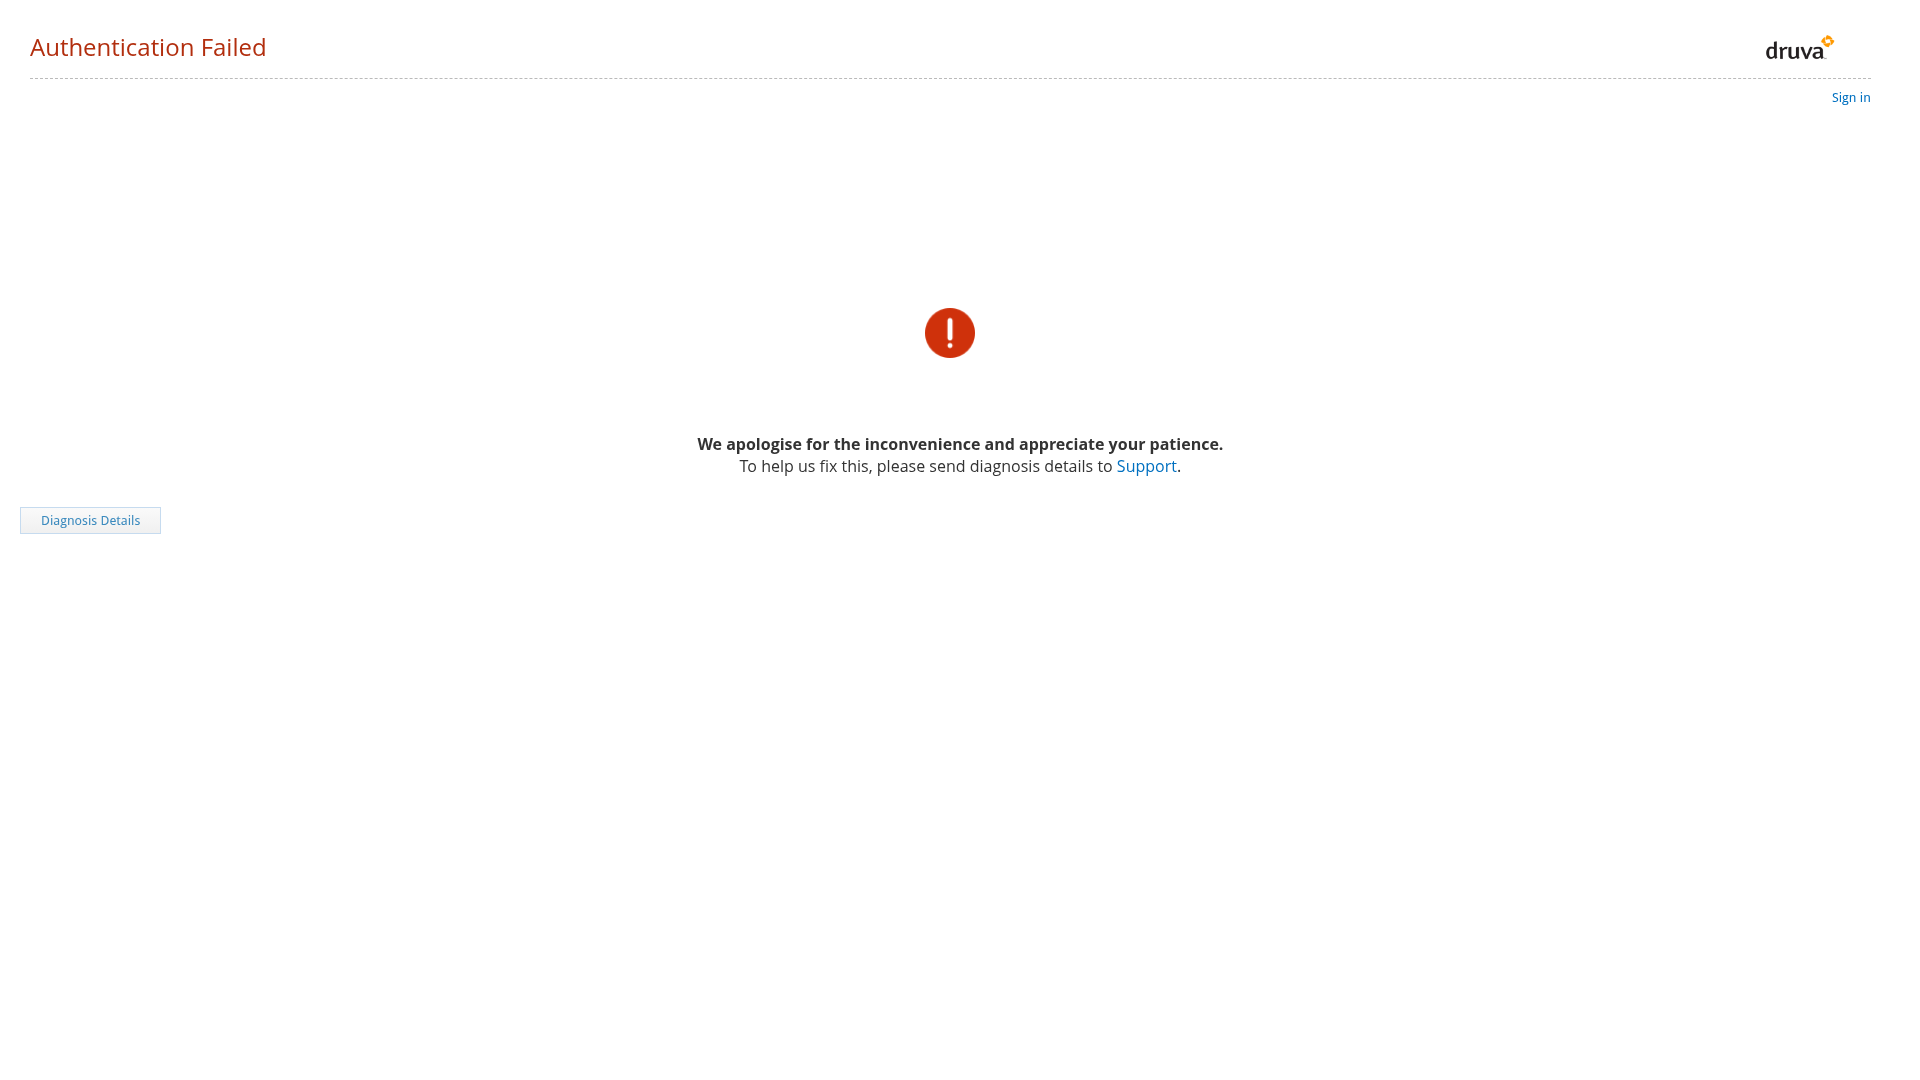 Authentication Failed
druva
Sign in
We apologise for the inconvenience and appreciate your patience.
To help us fix this, please send diagnosis details to Support.
Diagnosis Details